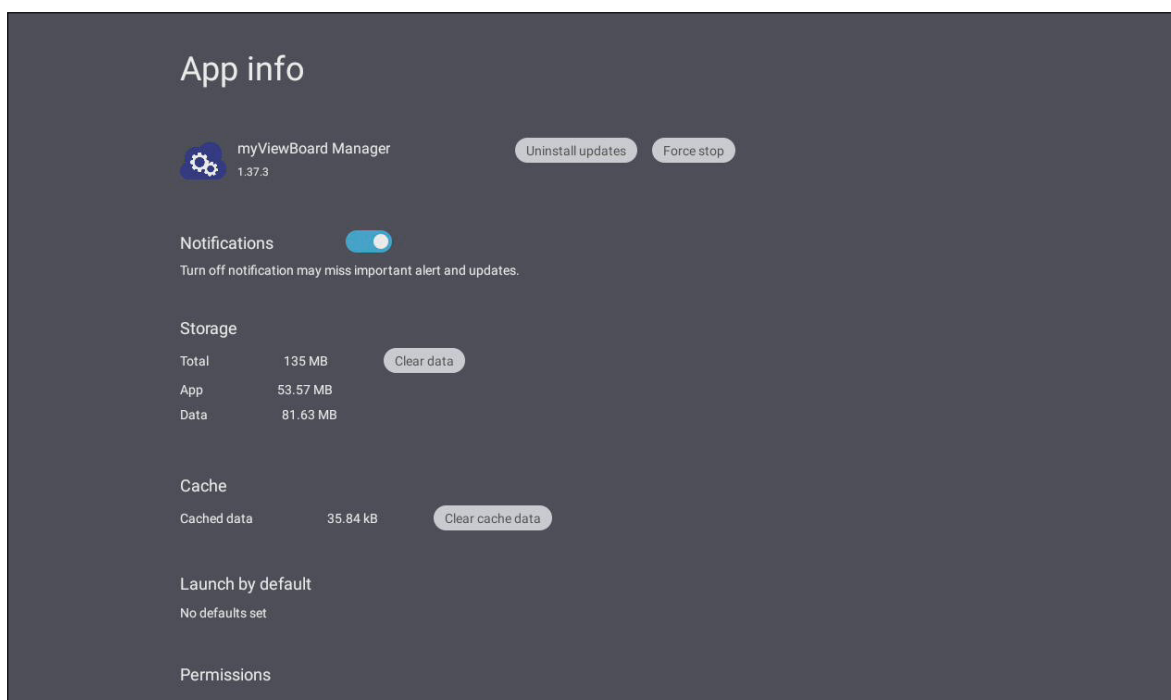 App info
myViewBoard Manager
Uninstall updates
Force stop
1.37.3
Notifications
Turn off notification may miss important alert and updates.
Storage
Total 135 MB Clear data
App 53.57 MB
Data 81.63 MB
Cache
Cached data 35.84 kB Clear cache data
Launch by default
No defaults set
Permissions